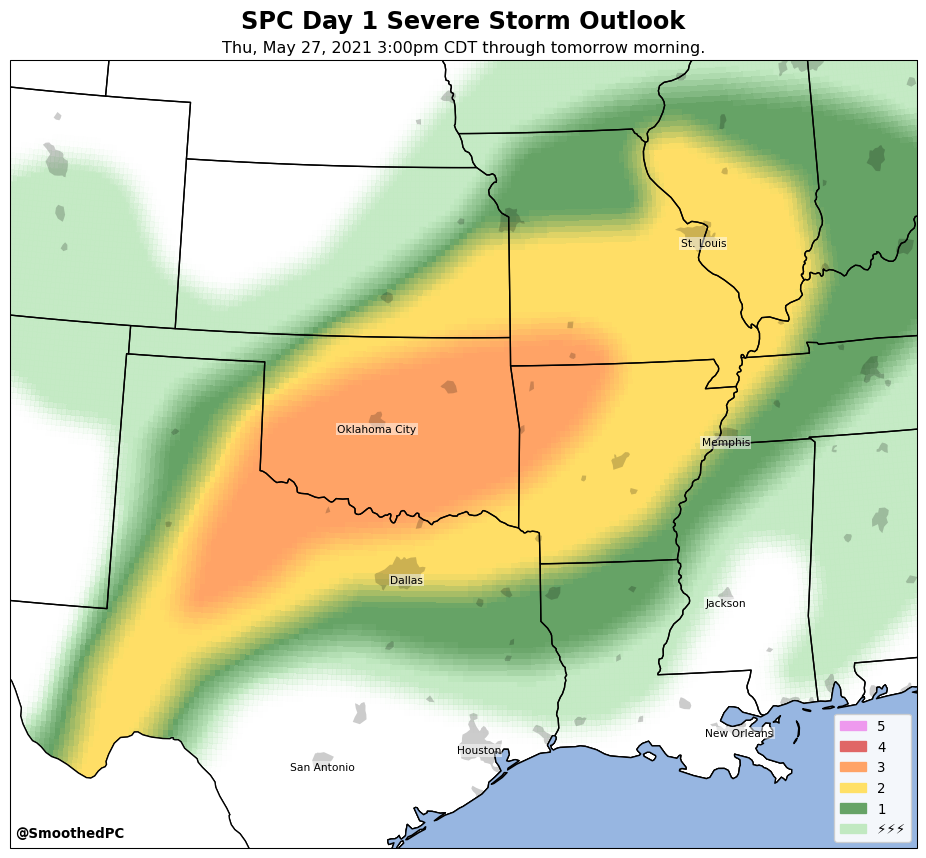 SPC Day 1 Severe Storm Outlook
Thu, May 27, 2021 3:00pm CDT through tomorrow morning.
St. Louis
Oklahoma City
Memphis
Dallas
Jackson
New Orleans
Houston
San Antonio
5
4
3
2
1
⚡⚡⚡
@SmoothedPC